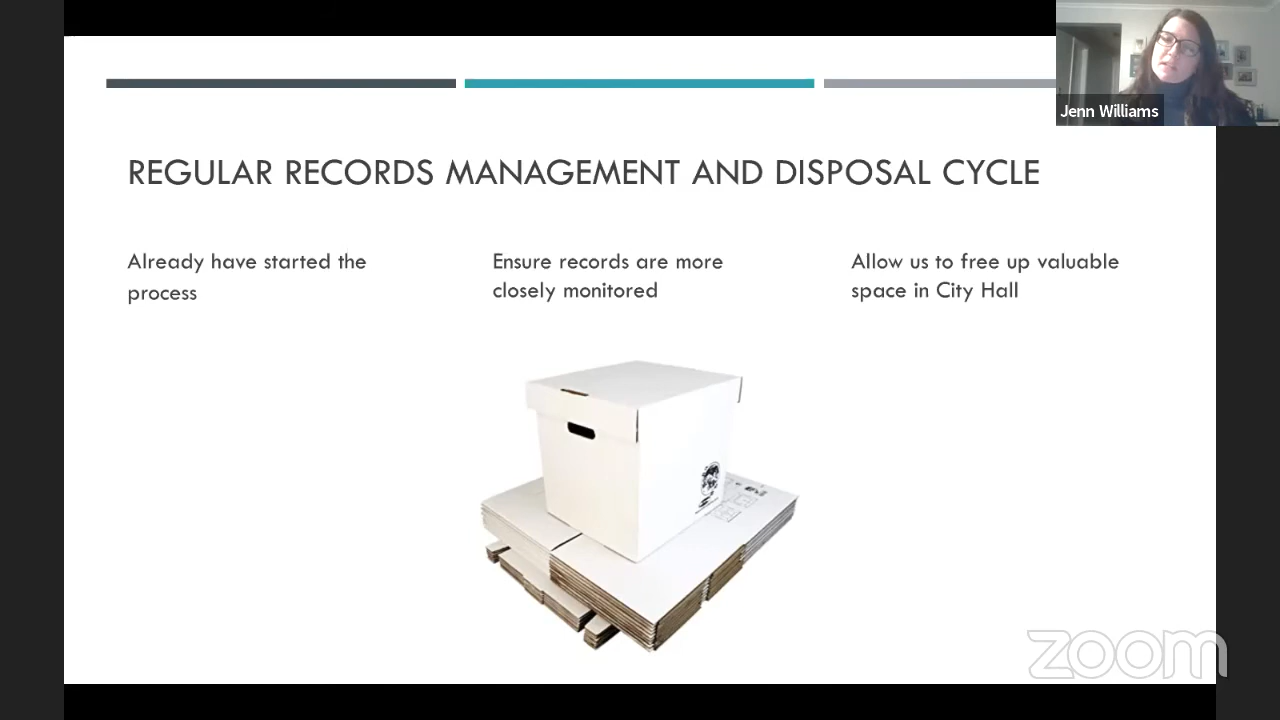 Jenn Williams
REGULAR RECORDS MANAGEMENT AND DISPOSAL CYCLE
Already have started the
process
Ensure records are more
closely monitored
Allow us to free up valuable
space in City Hall
zoom